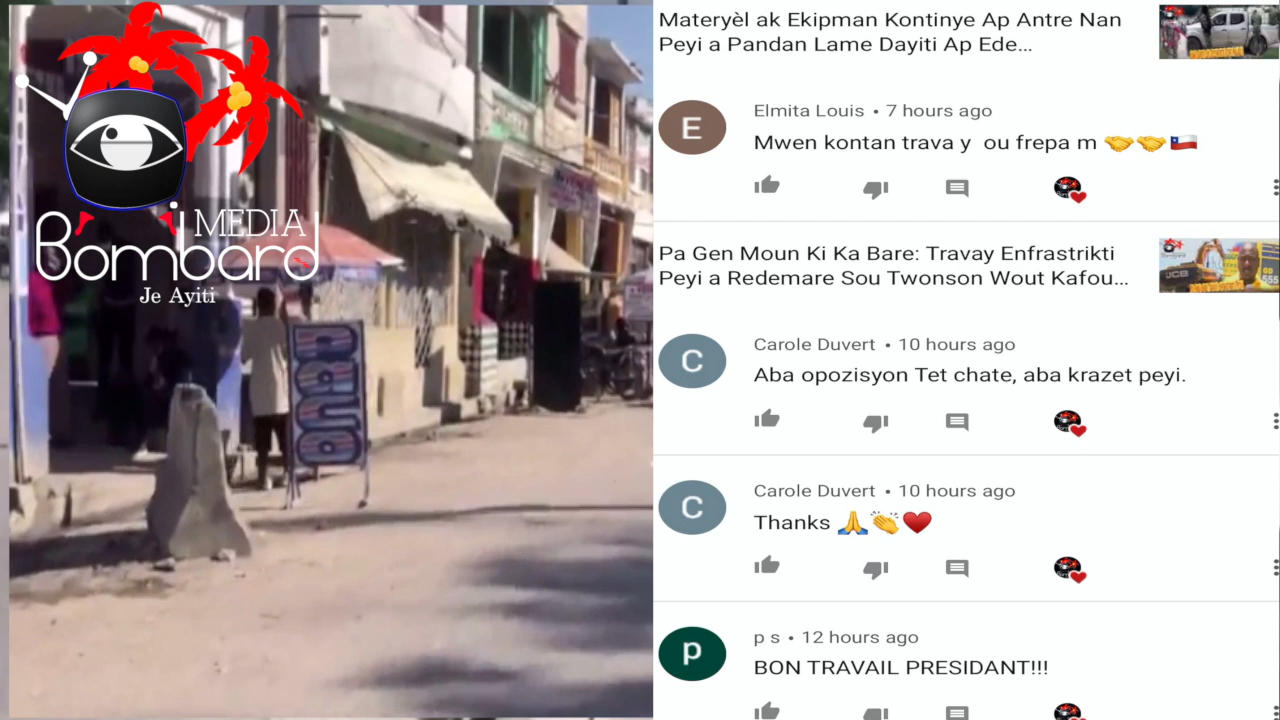 MEDIA
Bombard
Je Ayiti
Materyèl ak Ekipman Kontinye Ap Antre Nan
Peyi a Pandan Lame Dayiti Ap Ede...
Elmita Louis • 7 hours ago
Mwen kontan trava y ou frepa m 🤝🤝🇨🇱
Pa Gen Moun Ki Ka Bare: Travay Enfrastrikti
Peyi a Redemare Sou Twonson Wout Kafou...
Carole Duvert • 10 hours ago
Aba opozisyon Tet chate, aba krazet peyi.
Carole Duvert • 10 hours ago
Thanks 🙏👏❤️
p s • 12 hours ago
BON TRAVAIL PRESIDANT!!!
E
C
C
p
JCB